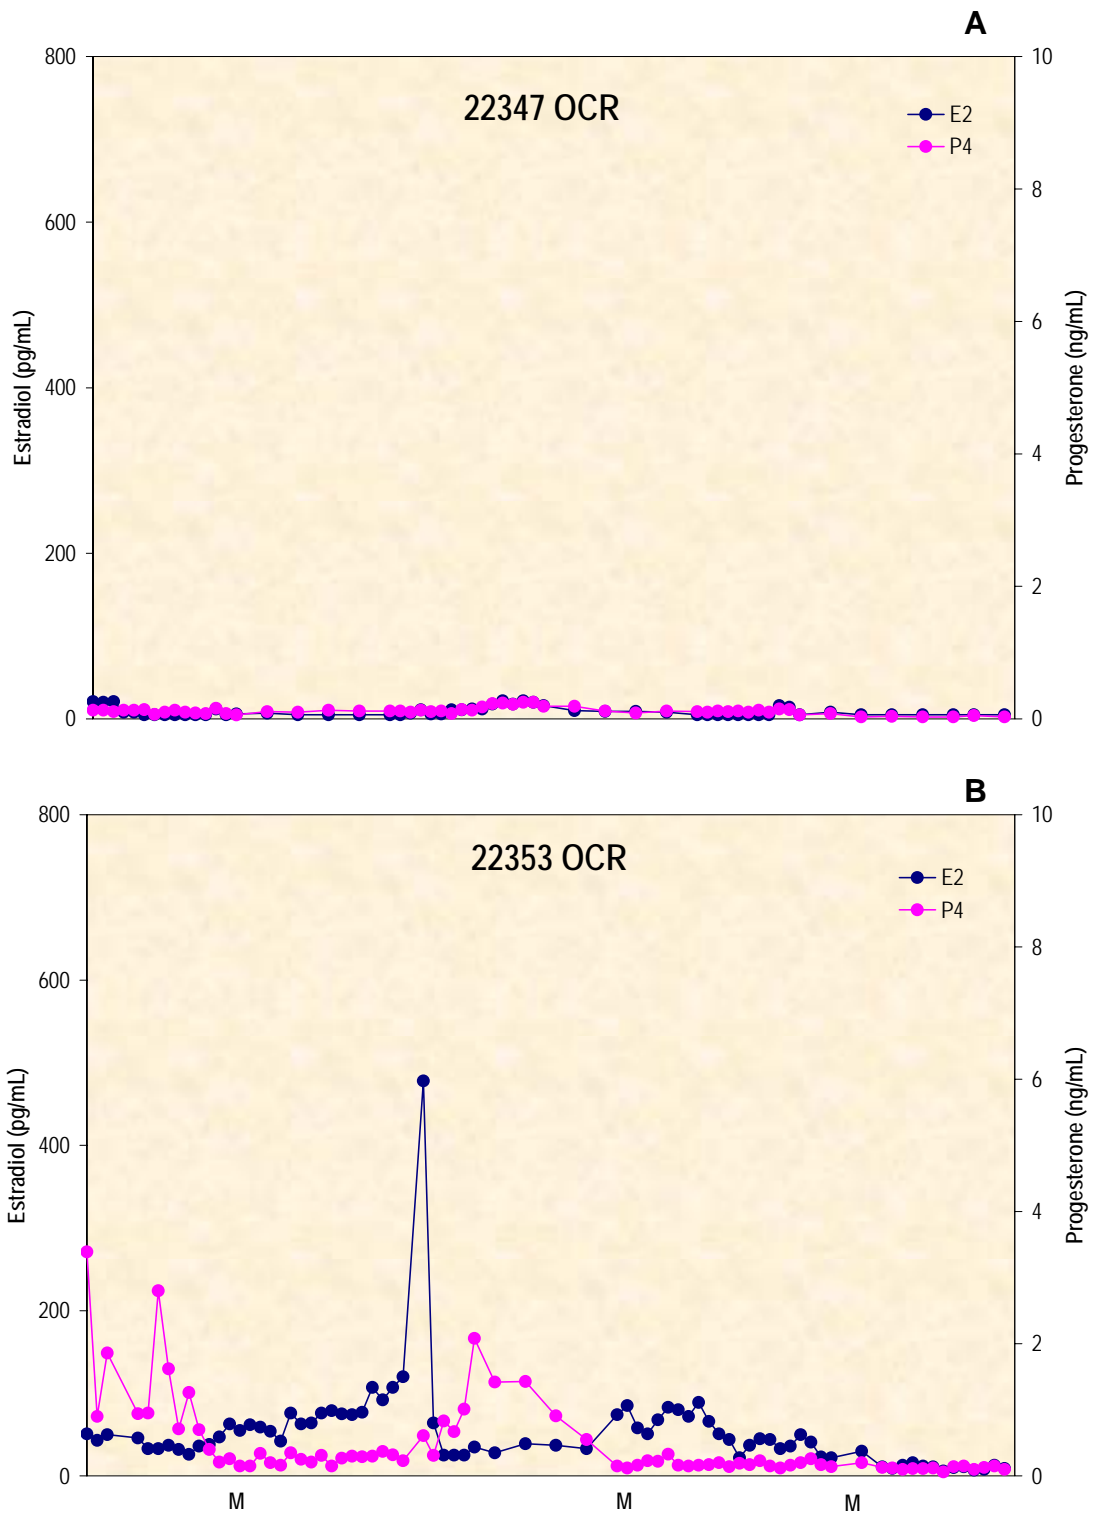 A
22347 OCR
E2
P4
800
600
400
200
0
10
8
6
4
2
0
Estradiol (pg/mL)
Progesterone (ng/mL)
B
22353 OCR
E2
P4
800
600
400
200
0
10
8
6
4
2
0
Estradiol (pg/mL)
Progesterone (ng/mL)
M M M